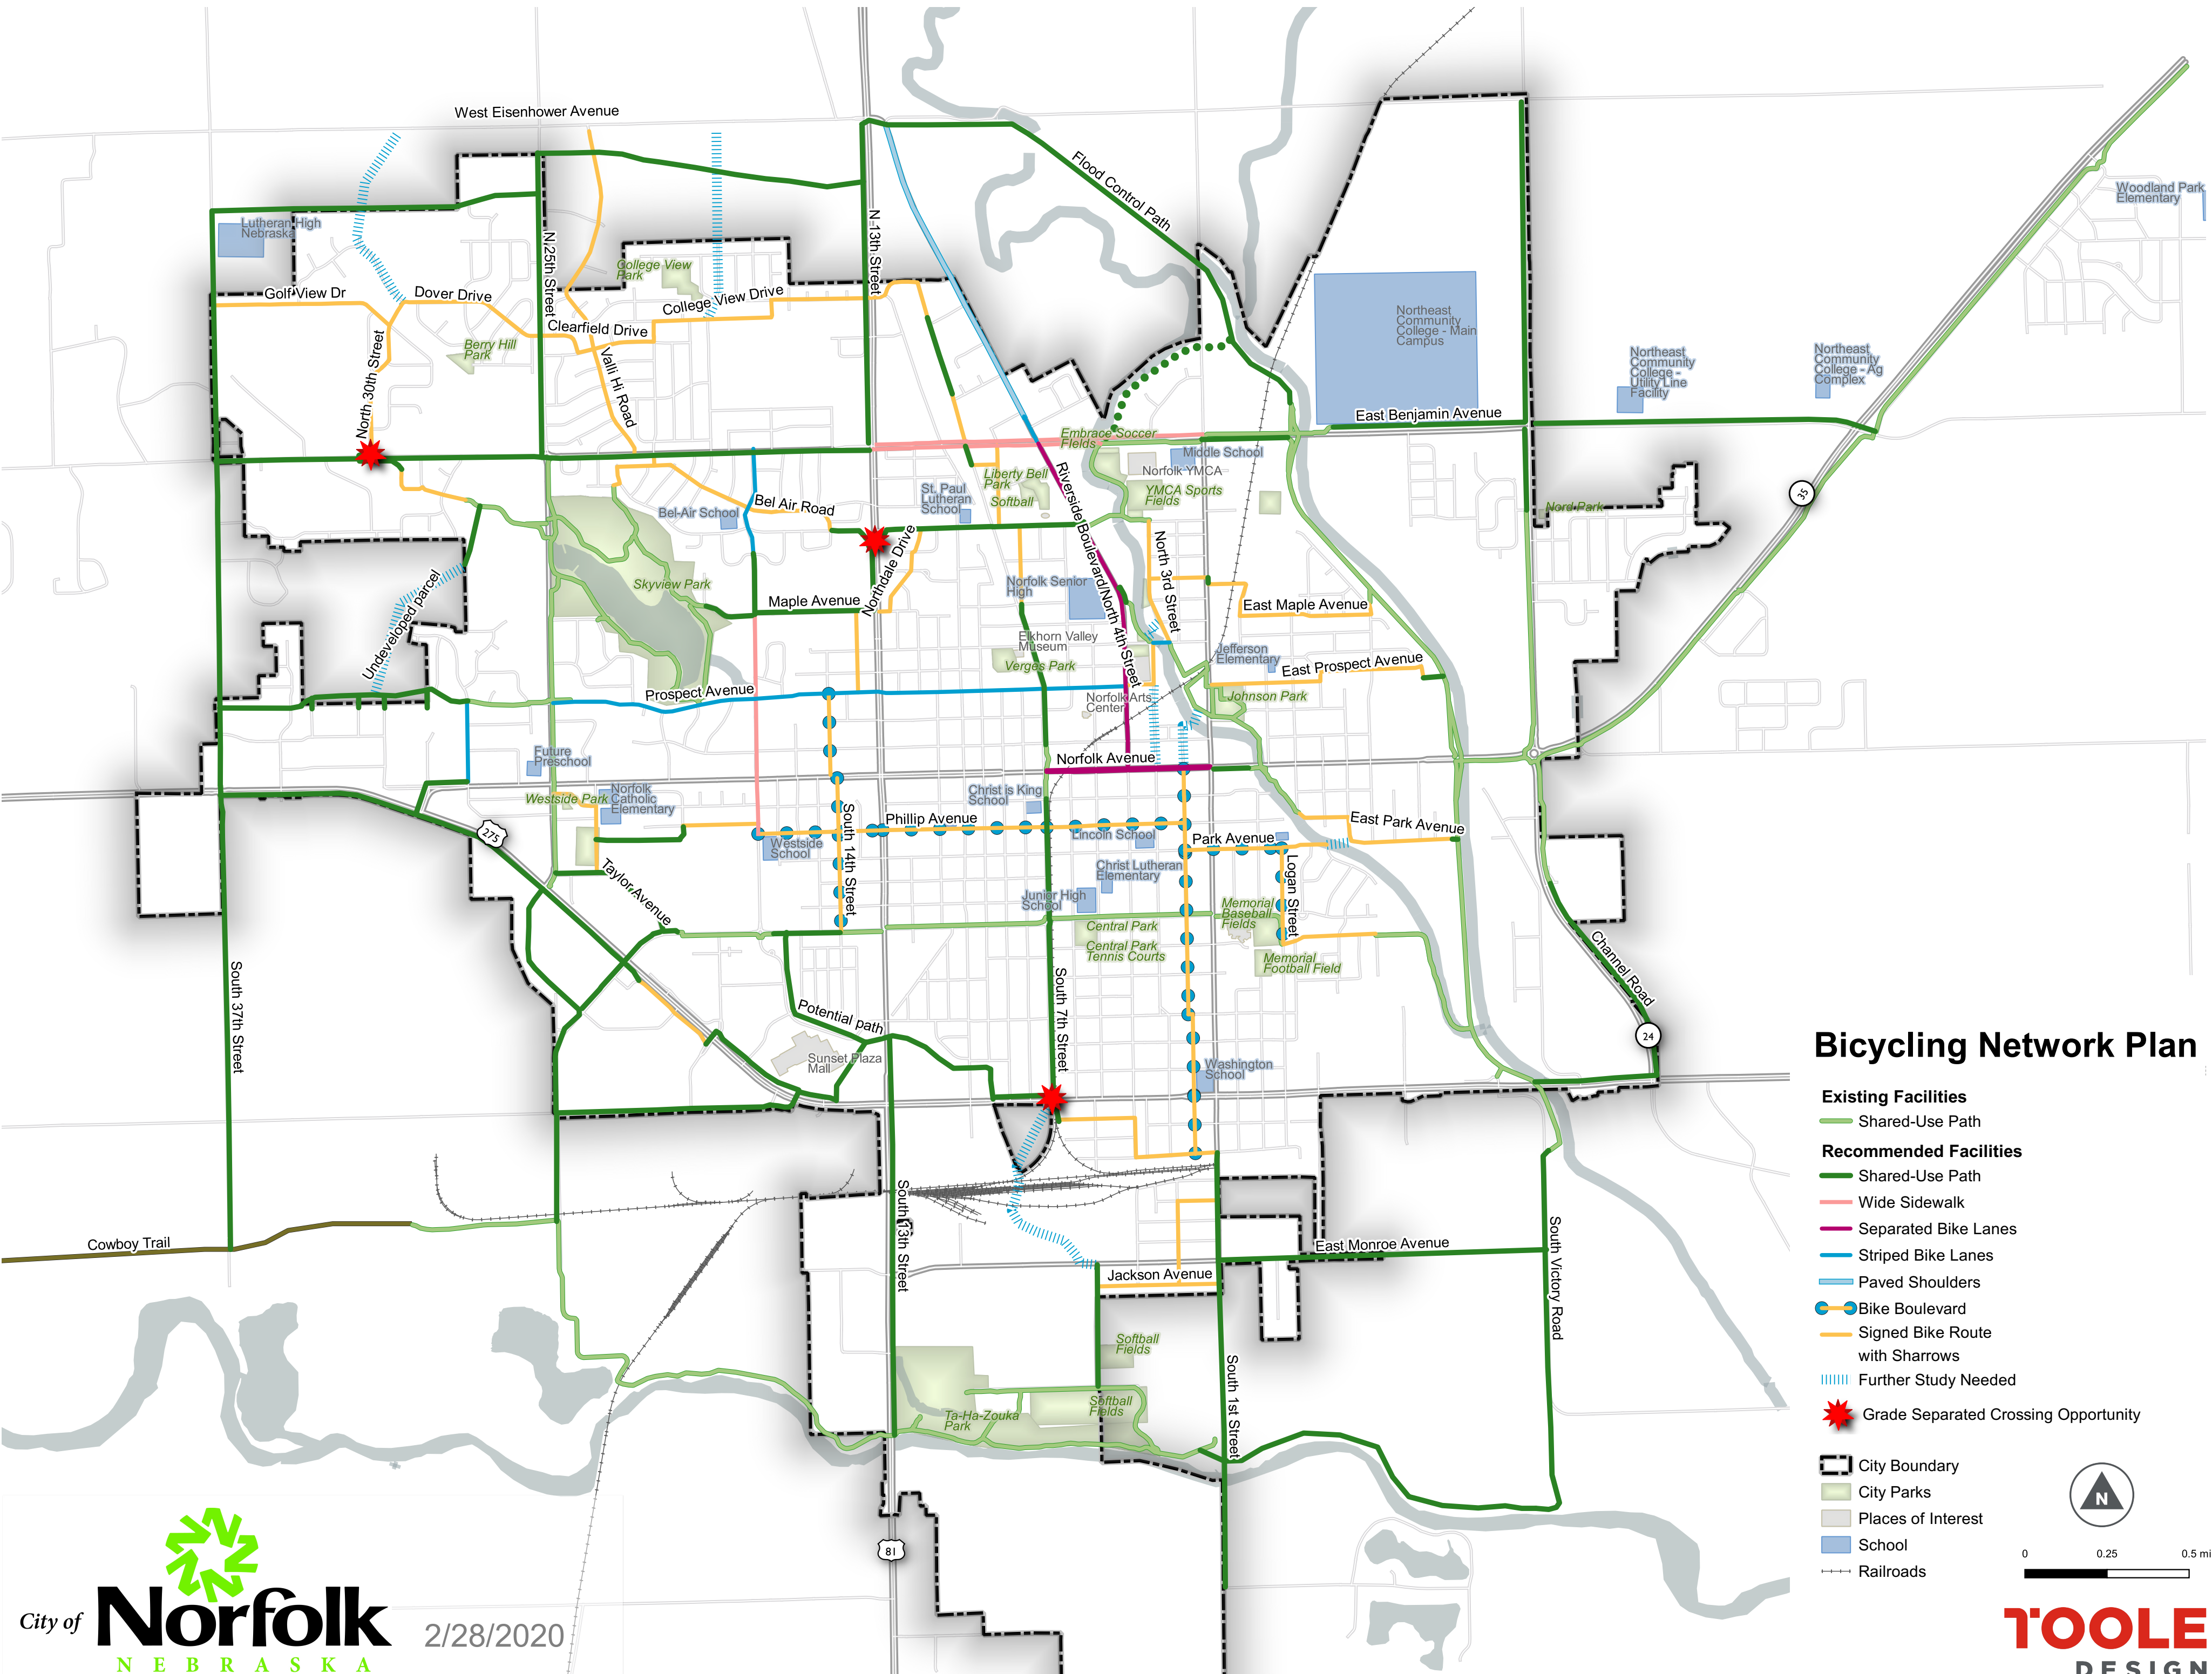 West Eisenhower Avenue
Flood Control Path
Woodland Park
Elementary
Lutheran High
Nebraska
N 25th Street
N 13th Street
College View
Park
Golf View Dr
Dover Drive
College View Drive
Clearfield Drive
Northeast
Community
College - Main
Campus
Berry Hill
Park
North 30th Street
Valli Hi Road
Northeast
Community
College -
Utility Line
Facility
Northeast
Community
College - Ag
Complex
East Benjamin Avenue
Embrace Soccer
Fields
Middle School
Norfolk YMCA
Liberty Bell
Park
Softball
YMCA Sports
Fields
St. Paul
Lutheran
School
Bel Air Road
Bel-Air School
35
Nord Park
Riverside Boulevard/North 4th Street
North 3rd Street
Northdale Drive
Skyview Park
Norfolk Senior
High
Maple Avenue
East Maple Avenue
Undeveloped parcel
Elkhorn Valley
Museum
Verges Park
Jefferson
Elementary
East Prospect Avenue
Prospect Avenue
Norfolk Arts
Center
Johnson Park
Future
Preschool
Norfolk Avenue
Westside Park
Norfolk
Catholic
Elementary
Christ is King
School
275
South 14th Street
Phillip Avenue
Lincoln School
Park Avenue
East Park Avenue
Westside
School
Taylor Avenue
Christ Lutheran
Elementary
Logan Street
Junior High
School
Memorial
Baseball
Fields
Central Park
Central Park
Tennis Courts
Memorial
Football Field
Channel Road
South 37th Street
South 7th Street
Potential path
Sunset Plaza
Mall
Washington
School
24
Cowboy Trail
South 13th Street
East Monroe Avenue
Jackson Avenue
South Victory Road
Softball
Fields
Softball
Fields
Ta-Ha-Zouka
Park
South 1st Street
81
Bicycling Network Plan
Existing Facilities
Shared-Use Path
Recommended Facilities
Shared-Use Path
Wide Sidewalk
Separated Bike Lanes
Striped Bike Lanes
Paved Shoulders
Bike Boulevard
Signed Bike Route
with Sharrows
Further Study Needed
Grade Separated Crossing Opportunity
City Boundary
City Parks
Places of Interest
School
Railroads
N
0 0.25 0.5 mi
City of Norfolk
NEBRASKA
2/28/2020
TOOLE
DESIGN